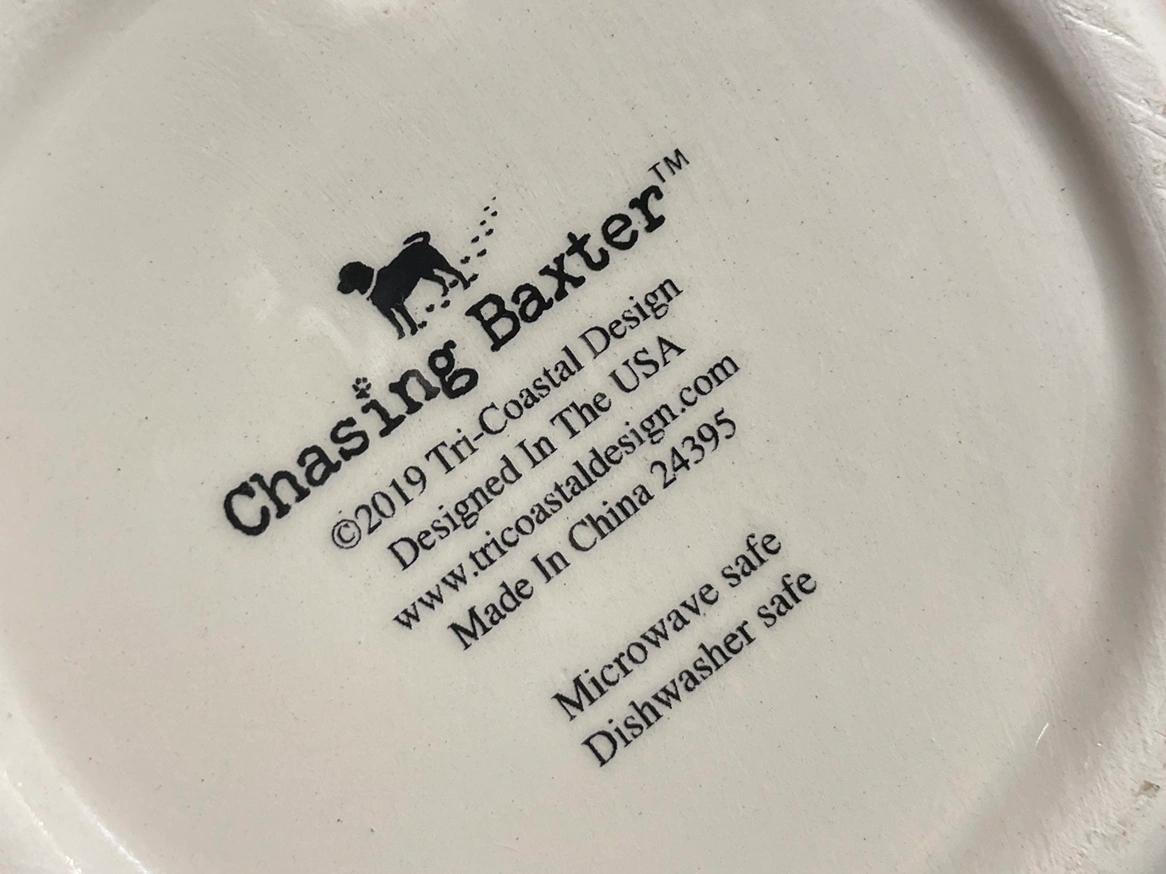 Chasing Baxter™
©2019 Tri-Coastal Design
Designed In The USA
www.tricoastaldesign.com
Made In China 24395
Microwave safe
Dishwasher safe